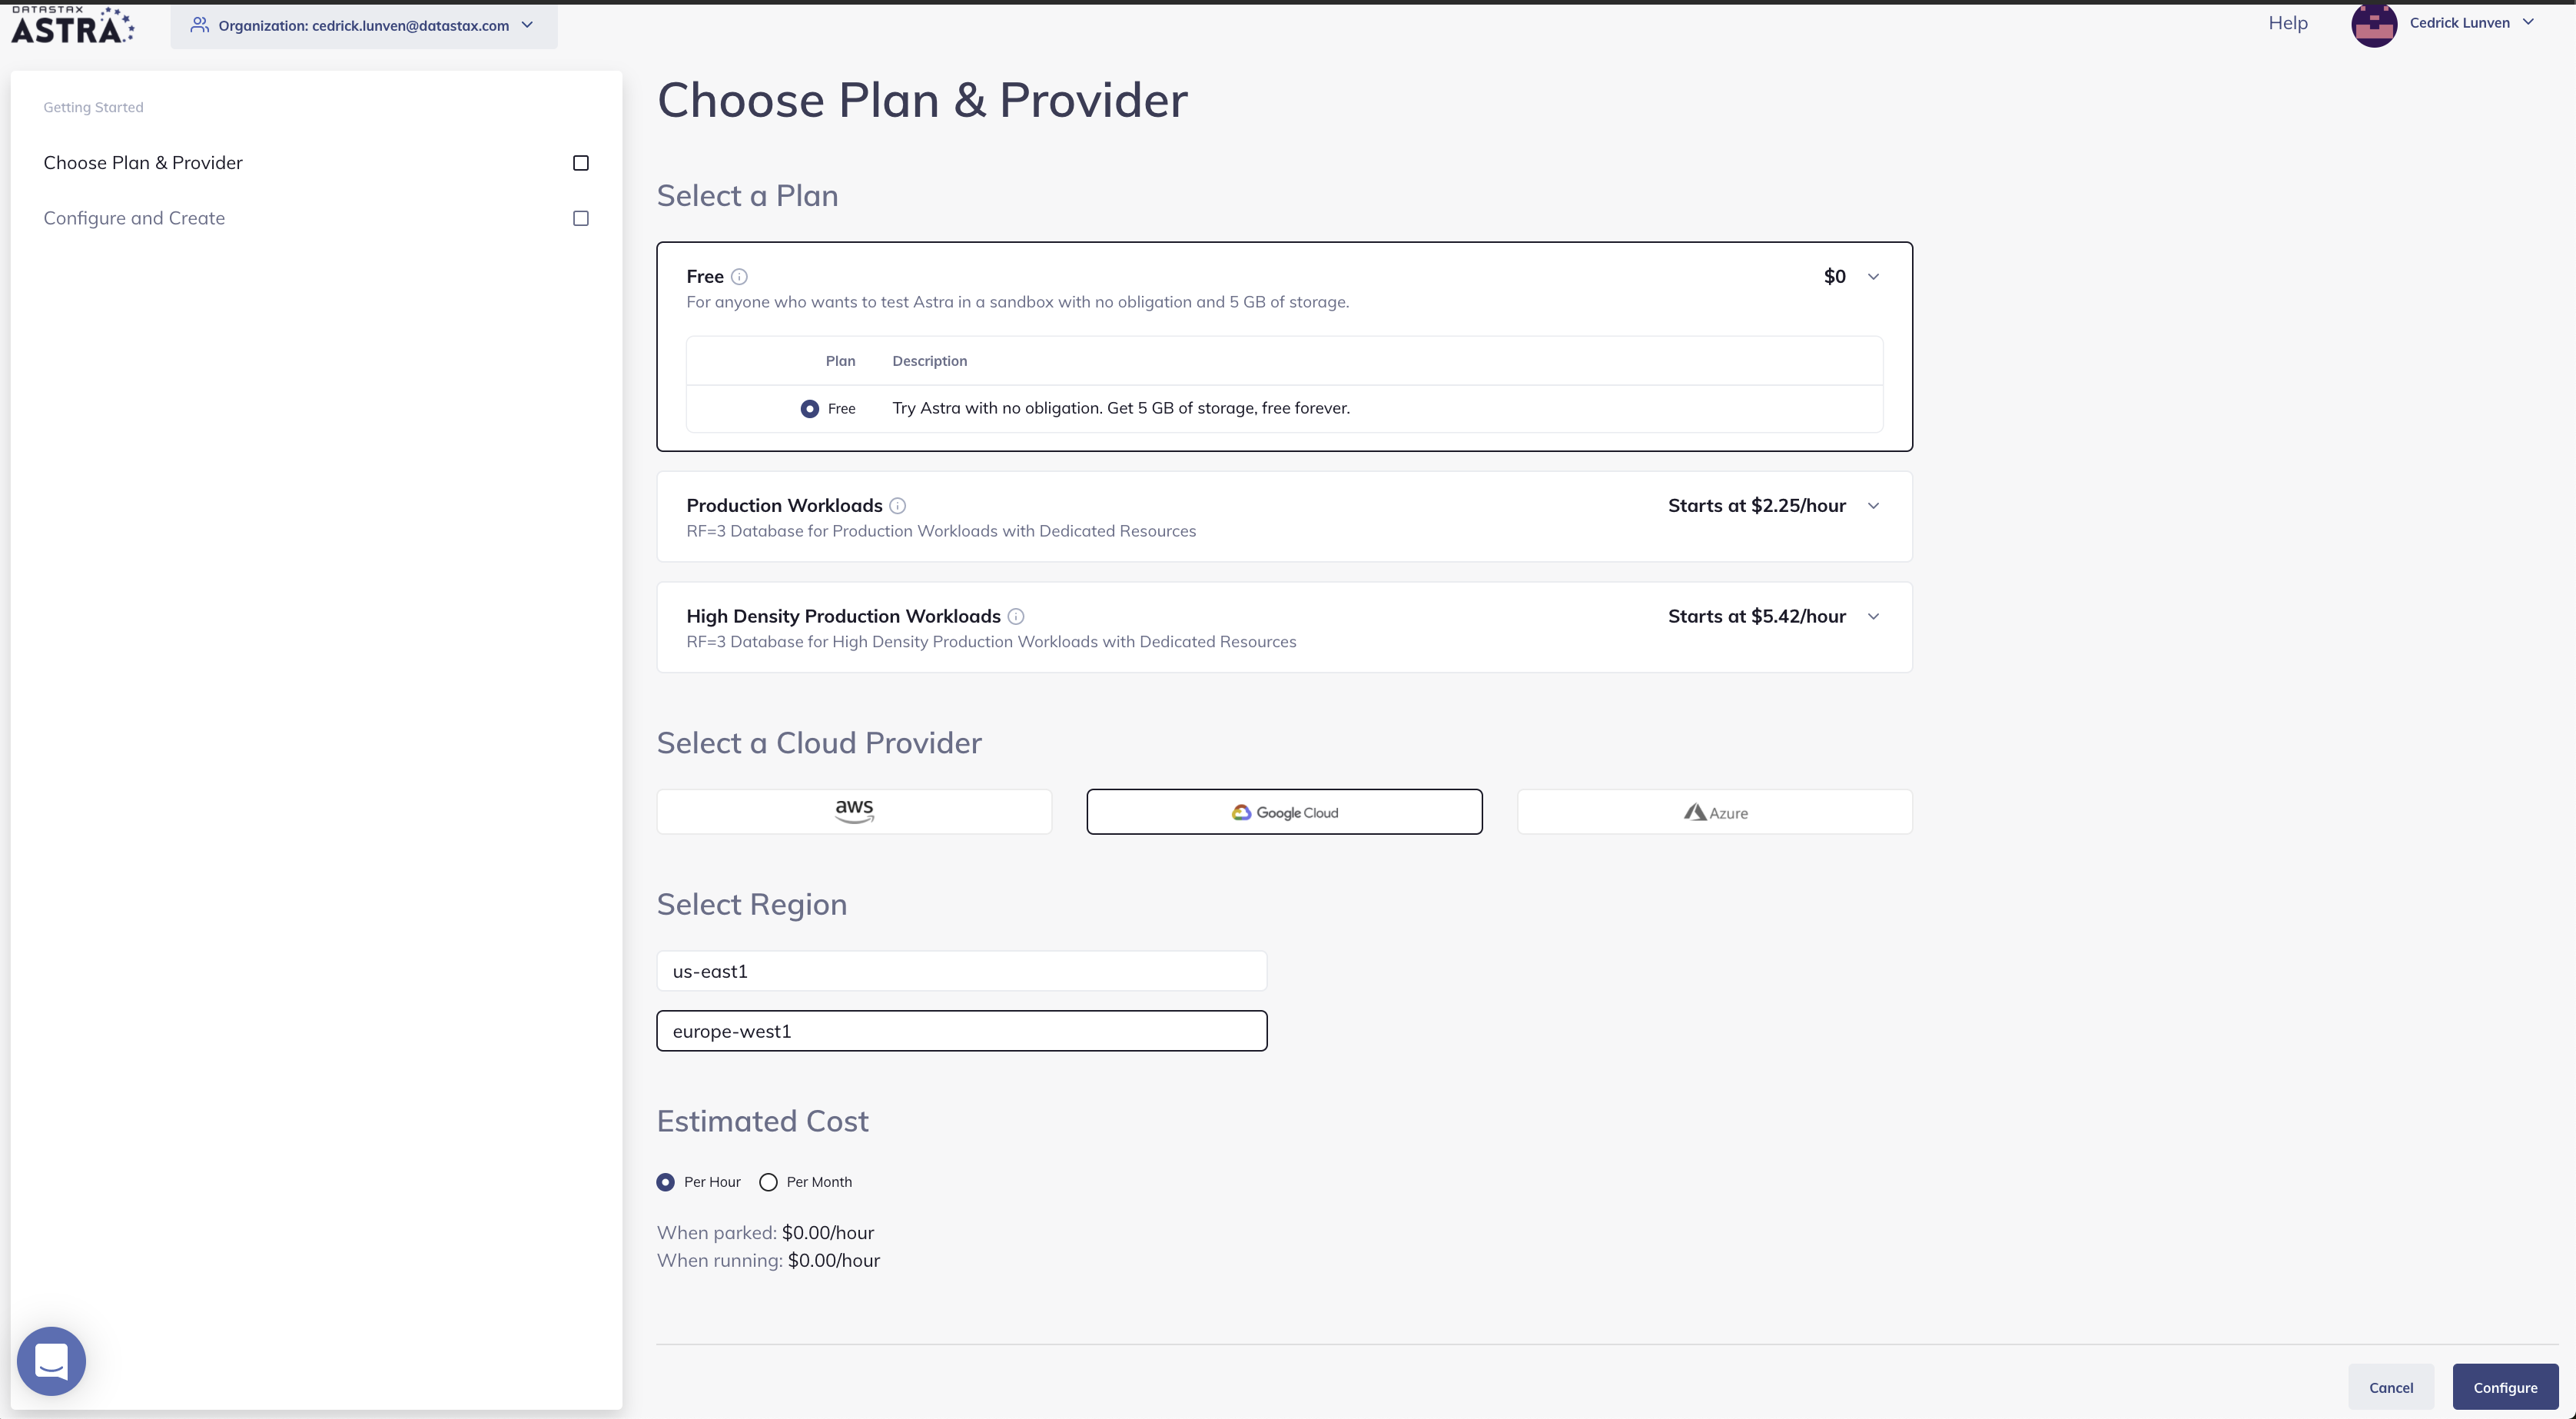 DATASTAX
ASTRA
Organization: cedrick.lunven@datastax.com
Help
Cedrick Lunven
Getting Started
Choose Plan & Provider
Configure and Create
Choose Plan & Provider
Select a Plan
Free
$0
For anyone who wants to test Astra in a sandbox with no obligation and 5 GB of storage.
Plan Description
Free Try Astra with no obligation. Get 5 GB of storage, free forever.
Production Workloads
Starts at $2.25/hour
RF=3 Database for Production Workloads with Dedicated Resources
High Density Production Workloads
Starts at $5.42/hour
RF=3 Database for High Density Production Workloads with Dedicated Resources
Select a Cloud Provider
aws
Google Cloud
Azure
Select Region
us-east1
europe-west1
Estimated Cost
Per Hour Per Month
When parked: $0.00/hour
When running: $0.00/hour
Cancel
Configure